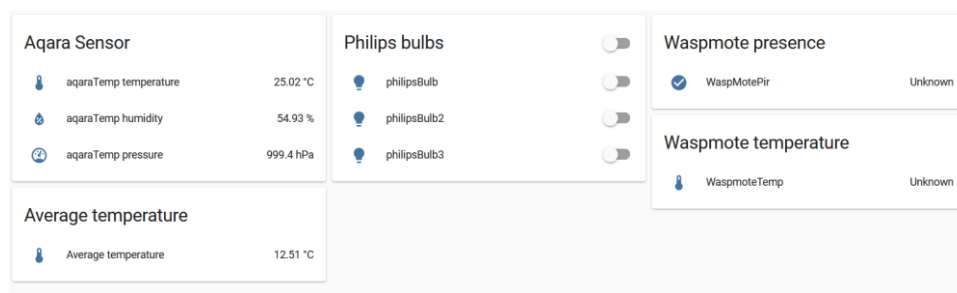 Aqara Sensor
aqaraTemp temperature 25.02 °C
aqaraTemp humidity 54.93 %
aqaraTemp pressure 999.4 hPa
Average temperature
Average temperature 12.51 °C
Philips bulbs
philipsBulb
philipsBulb2
philipsBulb3
Waspmote presence
WaspMotePir Unknown
Waspmote temperature
WaspmoteTemp Unknown